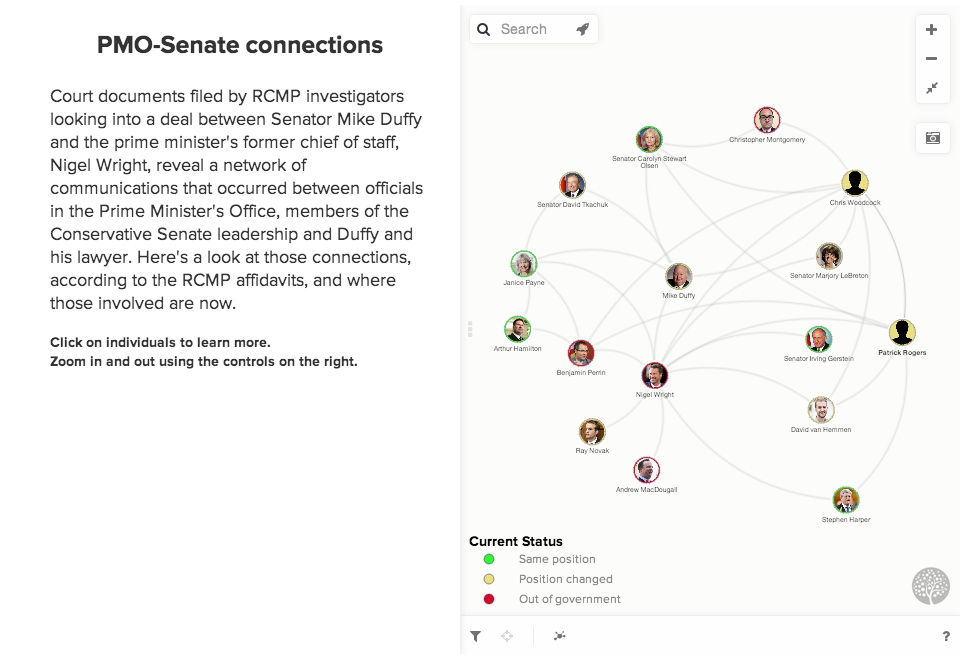 PMO-Senate connections
Court documents filed by RCMP investigators
looking into a deal between Senator Mike Duffy
and the prime minister's former chief of staff,
Nigel Wright, reveal a network of
communications that occurred between officials
in the Prime Minister's Office, members of the
Conservative Senate leadership and Duffy and
his lawyer. Here's a look at those connections,
according to the RCMP affidavits, and where
those involved are now.
Click on individuals to learn more.
Zoom in and out using the controls on the right.
Search
Christopher Montgomery
Senator Carolyn Stewart
Olsen
Chris Woodcock
Senator David Tkachuk
Senator Marjory LeBreton
Janice Payne
Mike Duffy
Arthur Hamilton
Patrick Rogers
Senator Irving Gerstein
Benjamin Perrin
Nigel Wright
David van Hemmen
Ray Novak
Andrew MacDougall
Stephen Harper
Current Status
Same position
Position changed
Out of government
?